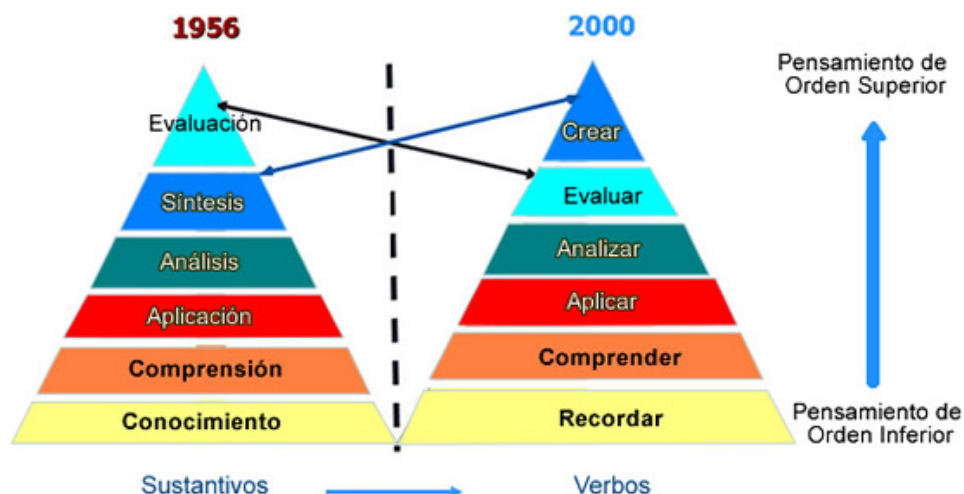 1956
2000
Evaluación
Síntesis
Análisis
Aplicación
Comprensión
Conocimiento
Crear
Evaluar
Analizar
Aplicar
Comprender
Recordar
Pensamiento de
Orden Superior
Pensamiento de
Orden Inferior
Sustantivos
Verbos